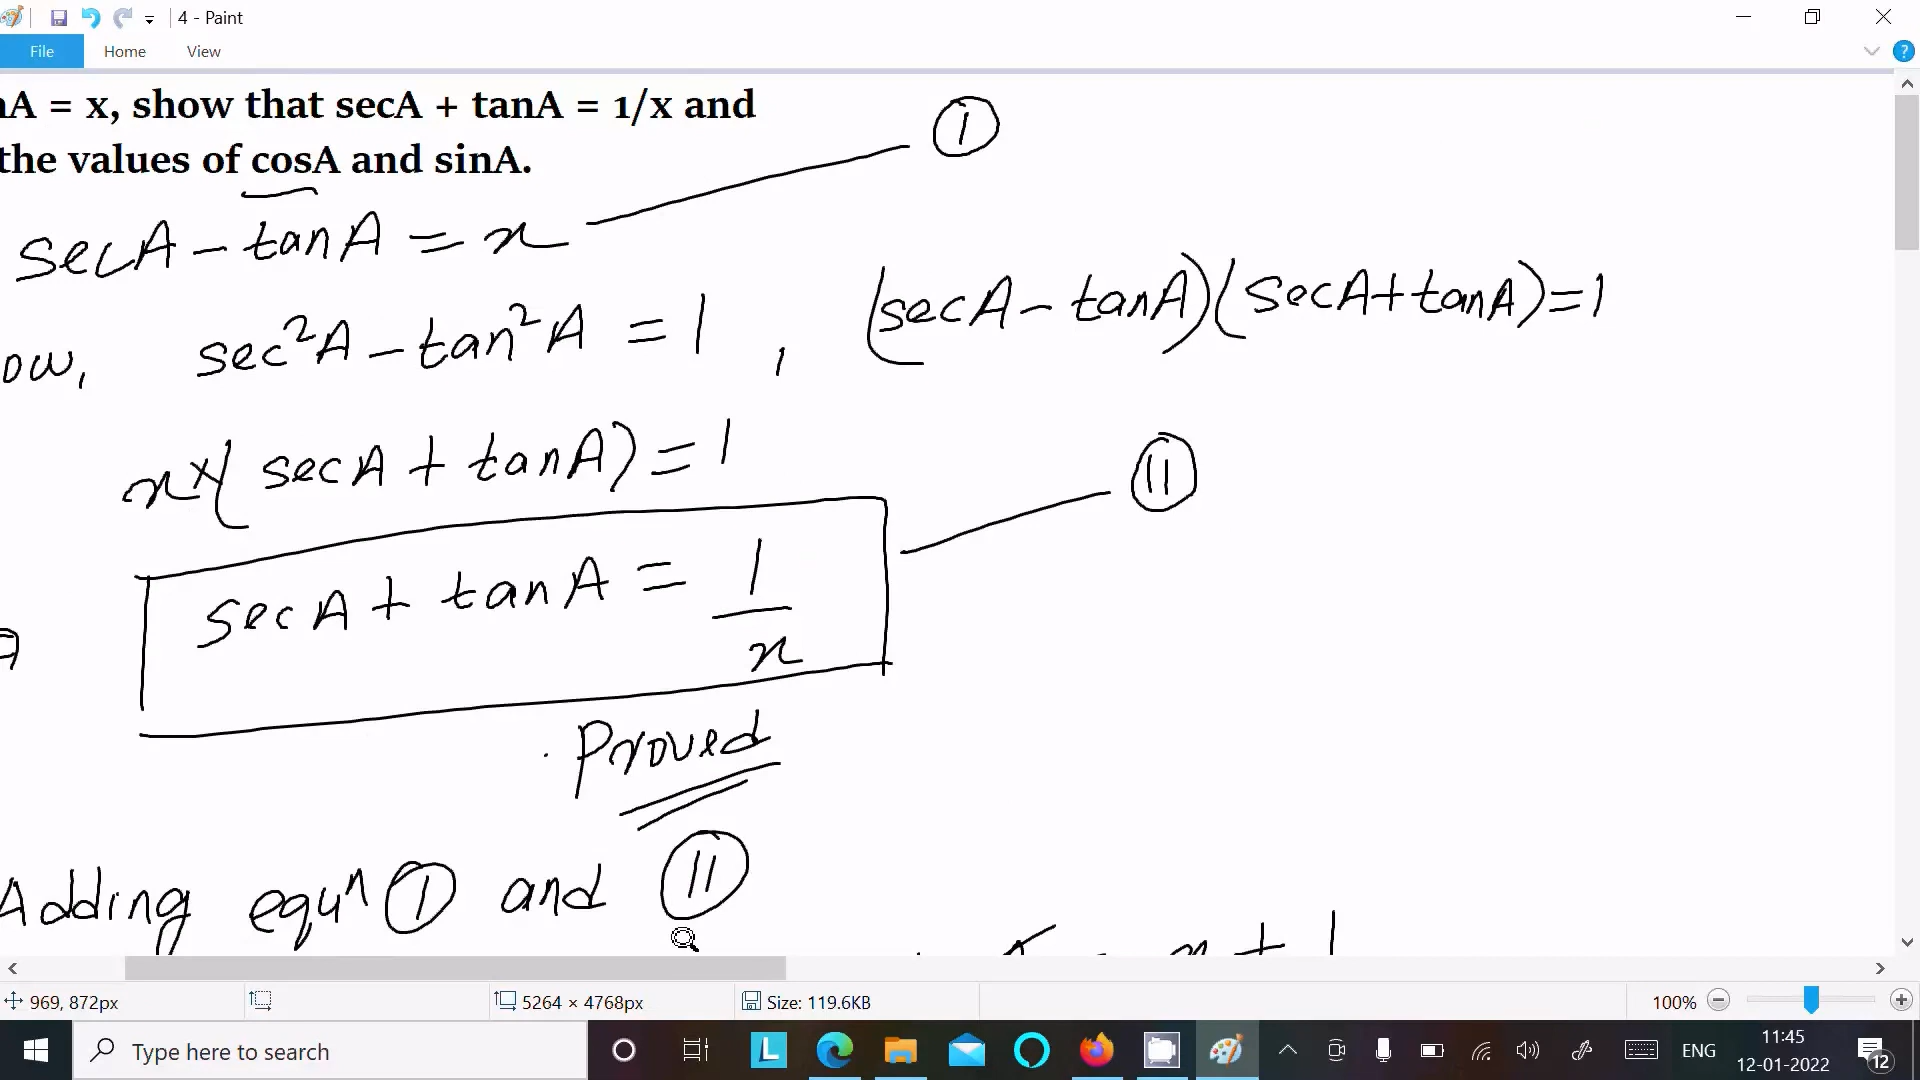 4 - Paint
File Home View
nA = x, show that secA + tanA = 1/x and
the values of cosA and sinA.
I
secA - tanA = x
ow, sec²A - tan²A = 1 , (secA - tanA)(secA + tanA) = 1
x × (secA + tanA) = 1
II
secA + tanA = 1/x
Proved
Adding equⁿ I and II
x + 1
969, 872px 5264 × 4768px Size: 119.6KB 100%
Type here to search
L
ENG
11:45
12-01-2022
12